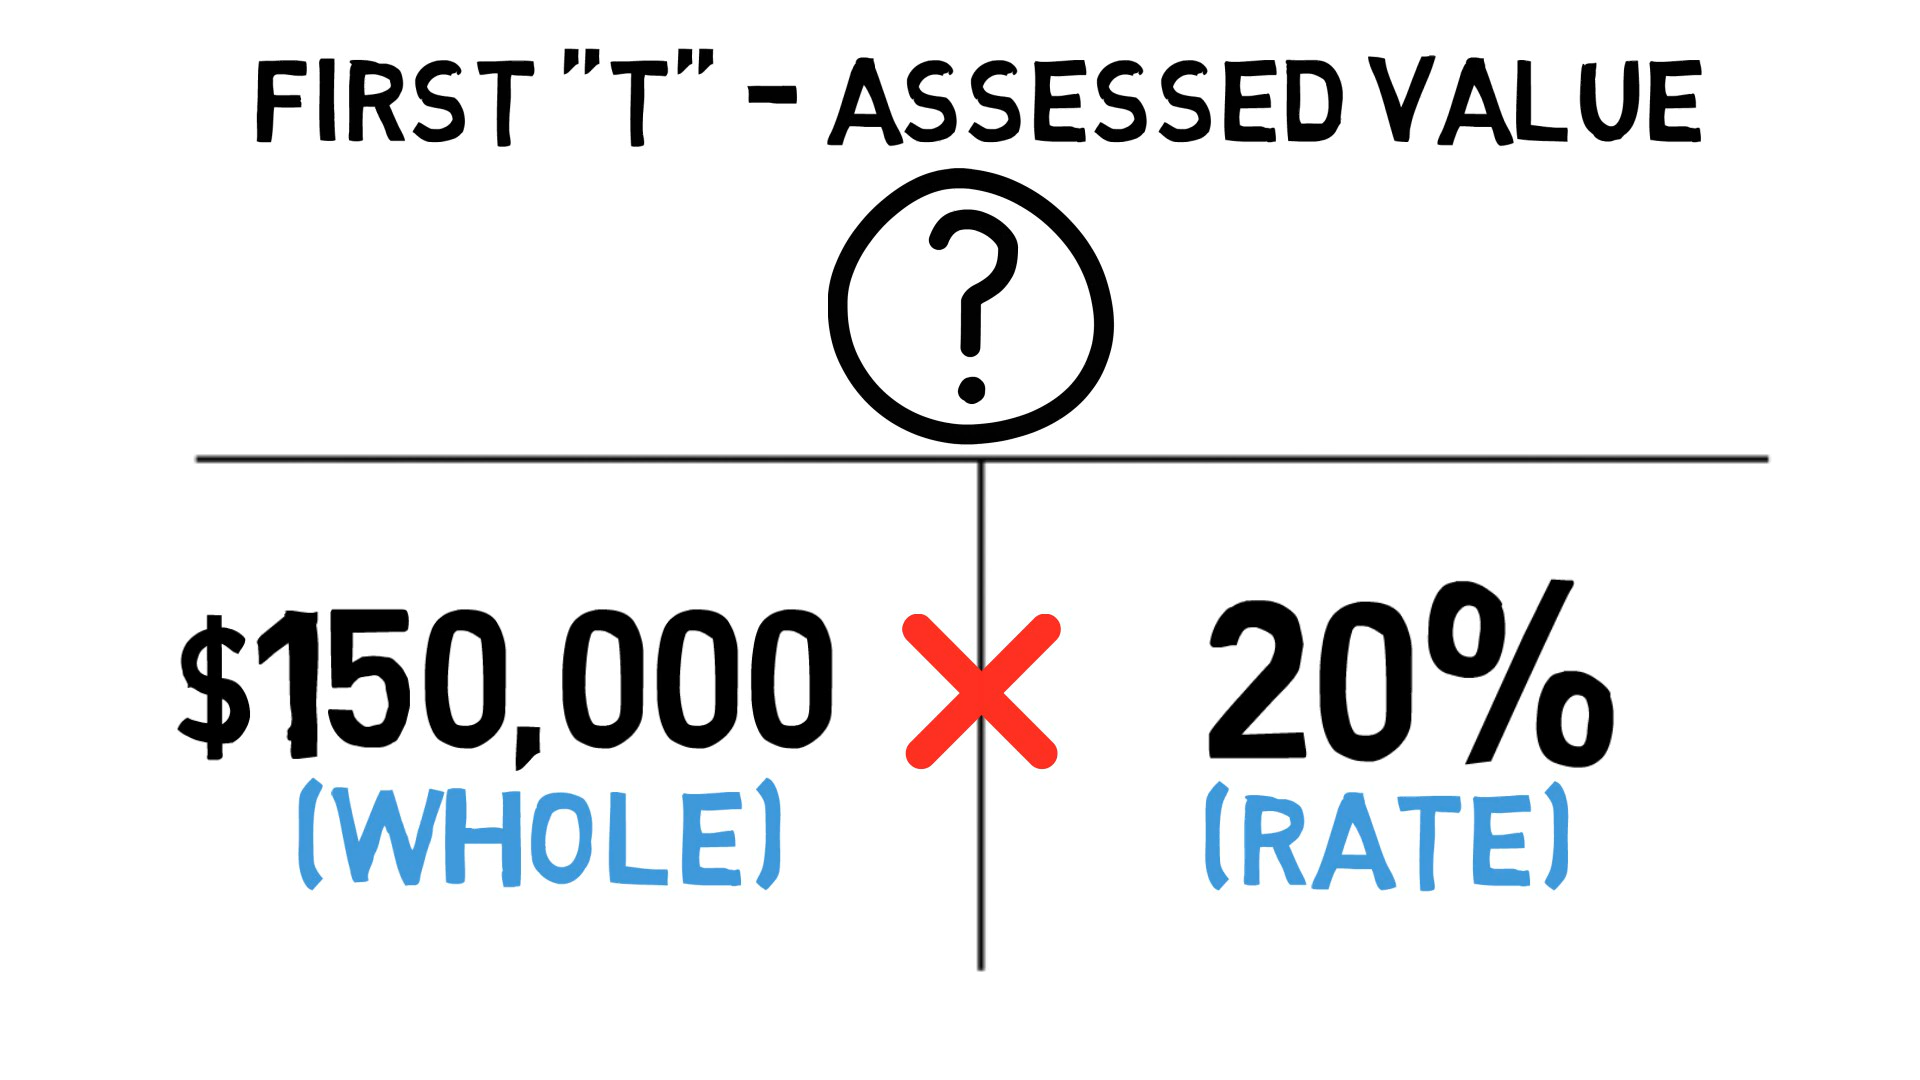 FIRST "T" - ASSESSED VALUE
?
$150,000 20%
(WHOLE) (RATE)